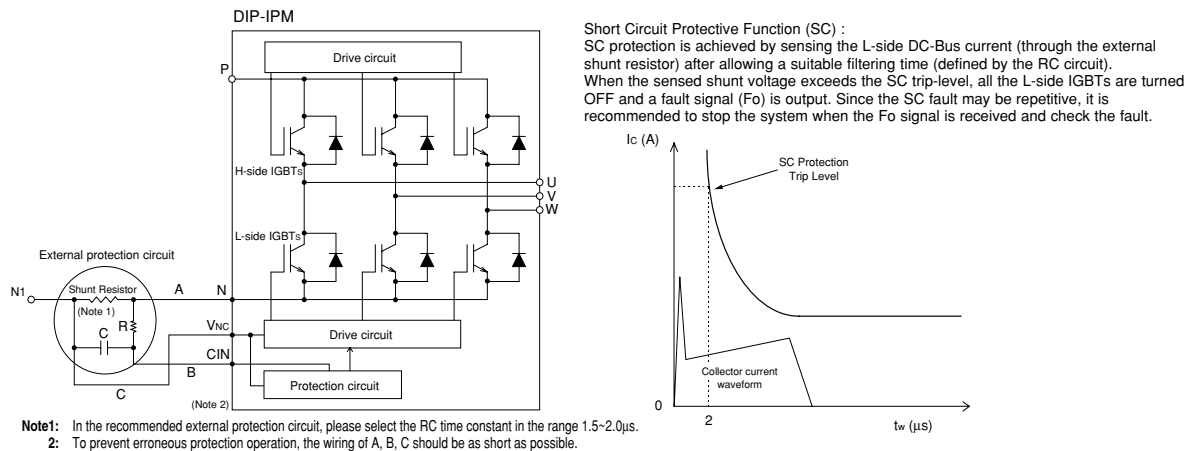 DIP-IPM
Drive circuit
P
H-side IGBTs
U
V
W
L-side IGBTs
External protection circuit
N1
Shunt Resistor
(Note 1)
A
N
R
C
VNC
Drive circuit
CIN
B
C
Protection circuit
(Note 2)
Short Circuit Protective Function (SC) :
SC protection is achieved by sensing the L-side DC-Bus current (through the external
shunt resistor) after allowing a suitable filtering time (defined by the RC circuit).
When the sensed shunt voltage exceeds the SC trip-level, all the L-side IGBTs are turned
OFF and a fault signal (Fo) is output. Since the SC fault may be repetitive, it is
recommended to stop the system when the Fo signal is received and check the fault.
IC (A)
SC Protection
Trip Level
Collector current
waveform
0
2
tw (μs)
Note1: In the recommended external protection circuit, please select the RC time constant in the range 1.5~2.0μs.
2: To prevent erroneous protection operation, the wiring of A, B, C should be as short as possible.